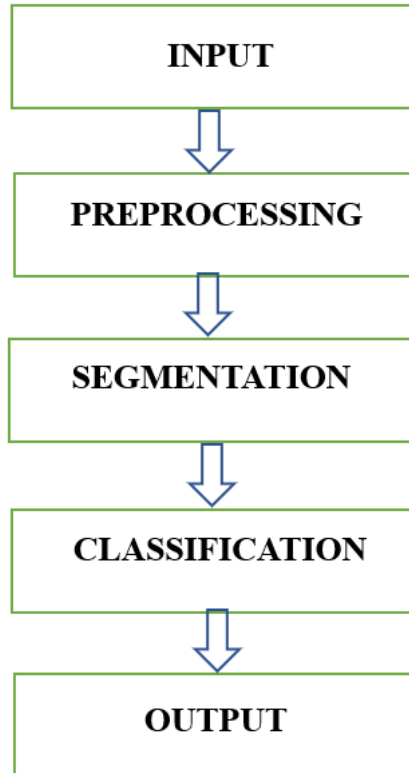 INPUT
PREPROCESSING
SEGMENTATION
CLASSIFICATION
OUTPUT